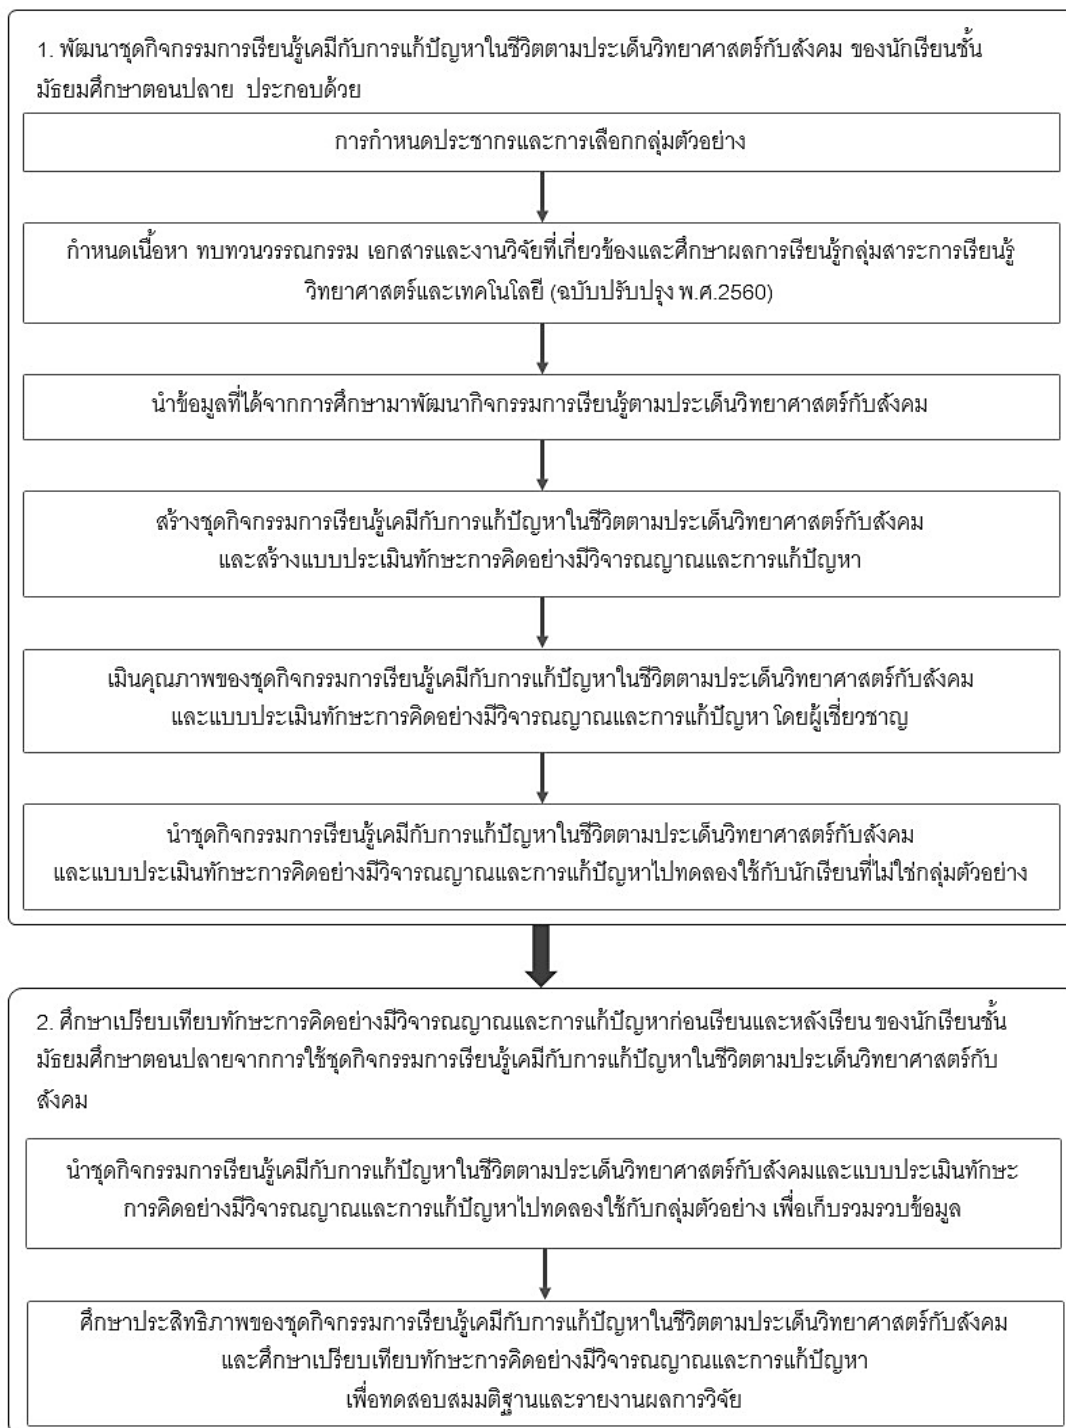 1. พัฒนาชุดกิจกรรมการเรียนรู้เคมีกับการแก้ปัญหาในชีวิตตามประเด็นวิทยาศาสตร์กับสังคม ของนักเรียนชั้น
มัธยมศึกษาตอนปลาย ประกอบด้วย
การกำหนดประชากรและการเลือกกลุ่มตัวอย่าง
กำหนดเนื้อหา ทบทวนวรรณกรรม เอกสารและงานวิจัยที่เกี่ยวข้องและศึกษาผลการเรียนรู้กลุ่มสาระการเรียนรู้
วิทยาศาสตร์และเทคโนโลยี (ฉบับปรับปรุง พ.ศ.2560)
นำข้อมูลที่ได้จากการศึกษามาพัฒนากิจกรรมการเรียนรู้ตามประเด็นวิทยาศาสตร์กับสังคม
สร้างชุดกิจกรรมการเรียนรู้เคมีกับการแก้ปัญหาในชีวิตตามประเด็นวิทยาศาสตร์กับสังคม
และสร้างแบบประเมินทักษะการคิดอย่างมีวิจารณญาณและการแก้ปัญหา
เมินคุณภาพของชุดกิจกรรมการเรียนรู้เคมีกับการแก้ปัญหาในชีวิตตามประเด็นวิทยาศาสตร์กับสังคม
และแบบประเมินทักษะการคิดอย่างมีวิจารณญาณและการแก้ปัญหา โดยผู้เชี่ยวชาญ
นำชุดกิจกรรมการเรียนรู้เคมีกับการแก้ปัญหาในชีวิตตามประเด็นวิทยาศาสตร์กับสังคม
และแบบประเมินทักษะการคิดอย่างมีวิจารณญาณและการแก้ปัญหาไปทดลองใช้กับนักเรียนที่ไม่ใช่กลุ่มตัวอย่าง
2. ศึกษาเปรียบเทียบทักษะการคิดอย่างมีวิจารณญาณและการแก้ปัญหาก่อนเรียนและหลังเรียน ของนักเรียนชั้น
มัธยมศึกษาตอนปลายจากการใช้ชุดกิจกรรมการเรียนรู้เคมีกับการแก้ปัญหาในชีวิตตามประเด็นวิทยาศาสตร์กับ
สังคม
นำชุดกิจกรรมการเรียนรู้เคมีกับการแก้ปัญหาในชีวิตตามประเด็นวิทยาศาสตร์กับสังคมและแบบประเมินทักษะ
การคิดอย่างมีวิจารณญาณและการแก้ปัญหาไปทดลองใช้กับกลุ่มตัวอย่าง เพื่อเก็บรวมรวบข้อมูล
ศึกษาประสิทธิภาพของชุดกิจกรรมการเรียนรู้เคมีกับการแก้ปัญหาในชีวิตตามประเด็นวิทยาศาสตร์กับสังคม
และศึกษาเปรียบเทียบทักษะการคิดอย่างมีวิจารณญาณและการแก้ปัญหา
เพื่อทดสอบสมมติฐานและรายงานผลการวิจัย